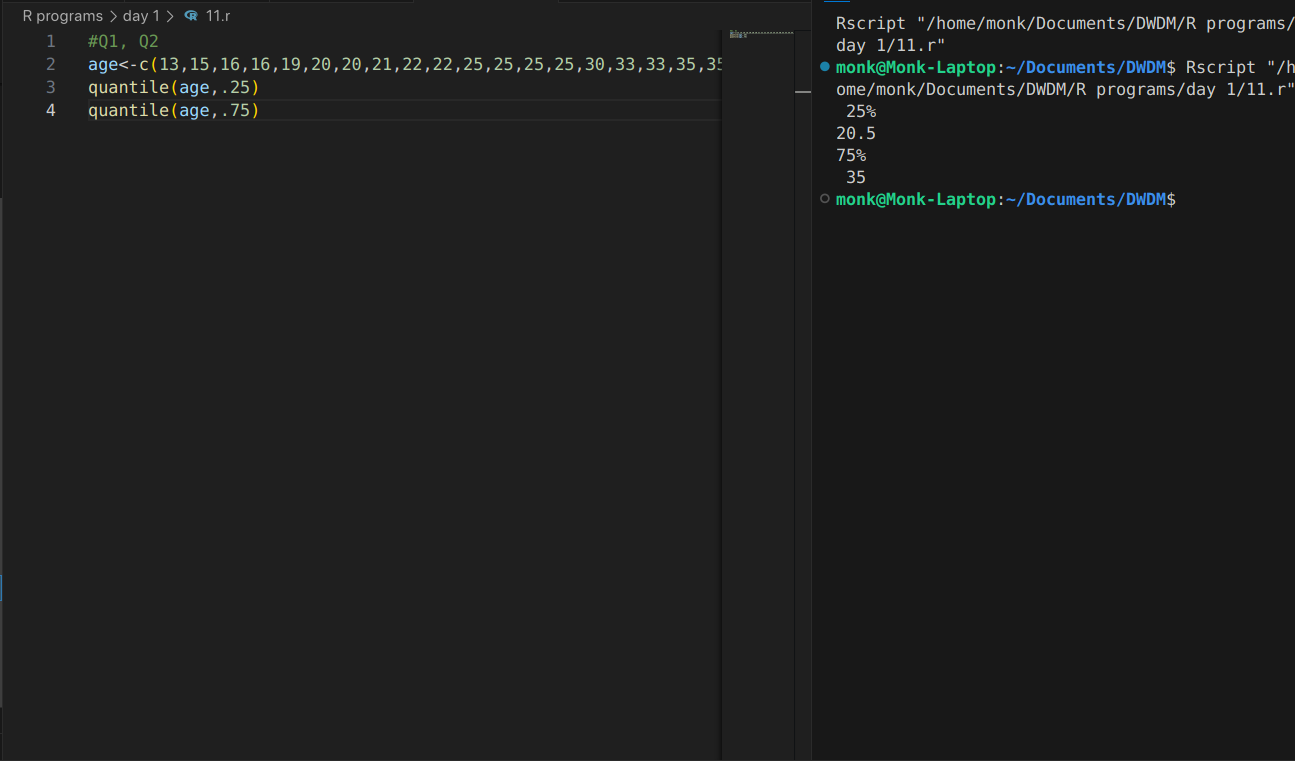 R programs > day 1 > 11.r
1 #Q1, Q2
2 age<-c(13,15,16,16,19,20,20,21,22,22,25,25,25,25,30,33,33,35,35
3 quantile(age,.25)
4 quantile(age,.75)
Rscript "/home/monk/Documents/DWDM/R programs/
day 1/11.r"
monk@Monk-Laptop:~/Documents/DWDM$ Rscript "/h
ome/monk/Documents/DWDM/R programs/day 1/11.r"
25%
20.5
75%
35
monk@Monk-Laptop:~/Documents/DWDM$